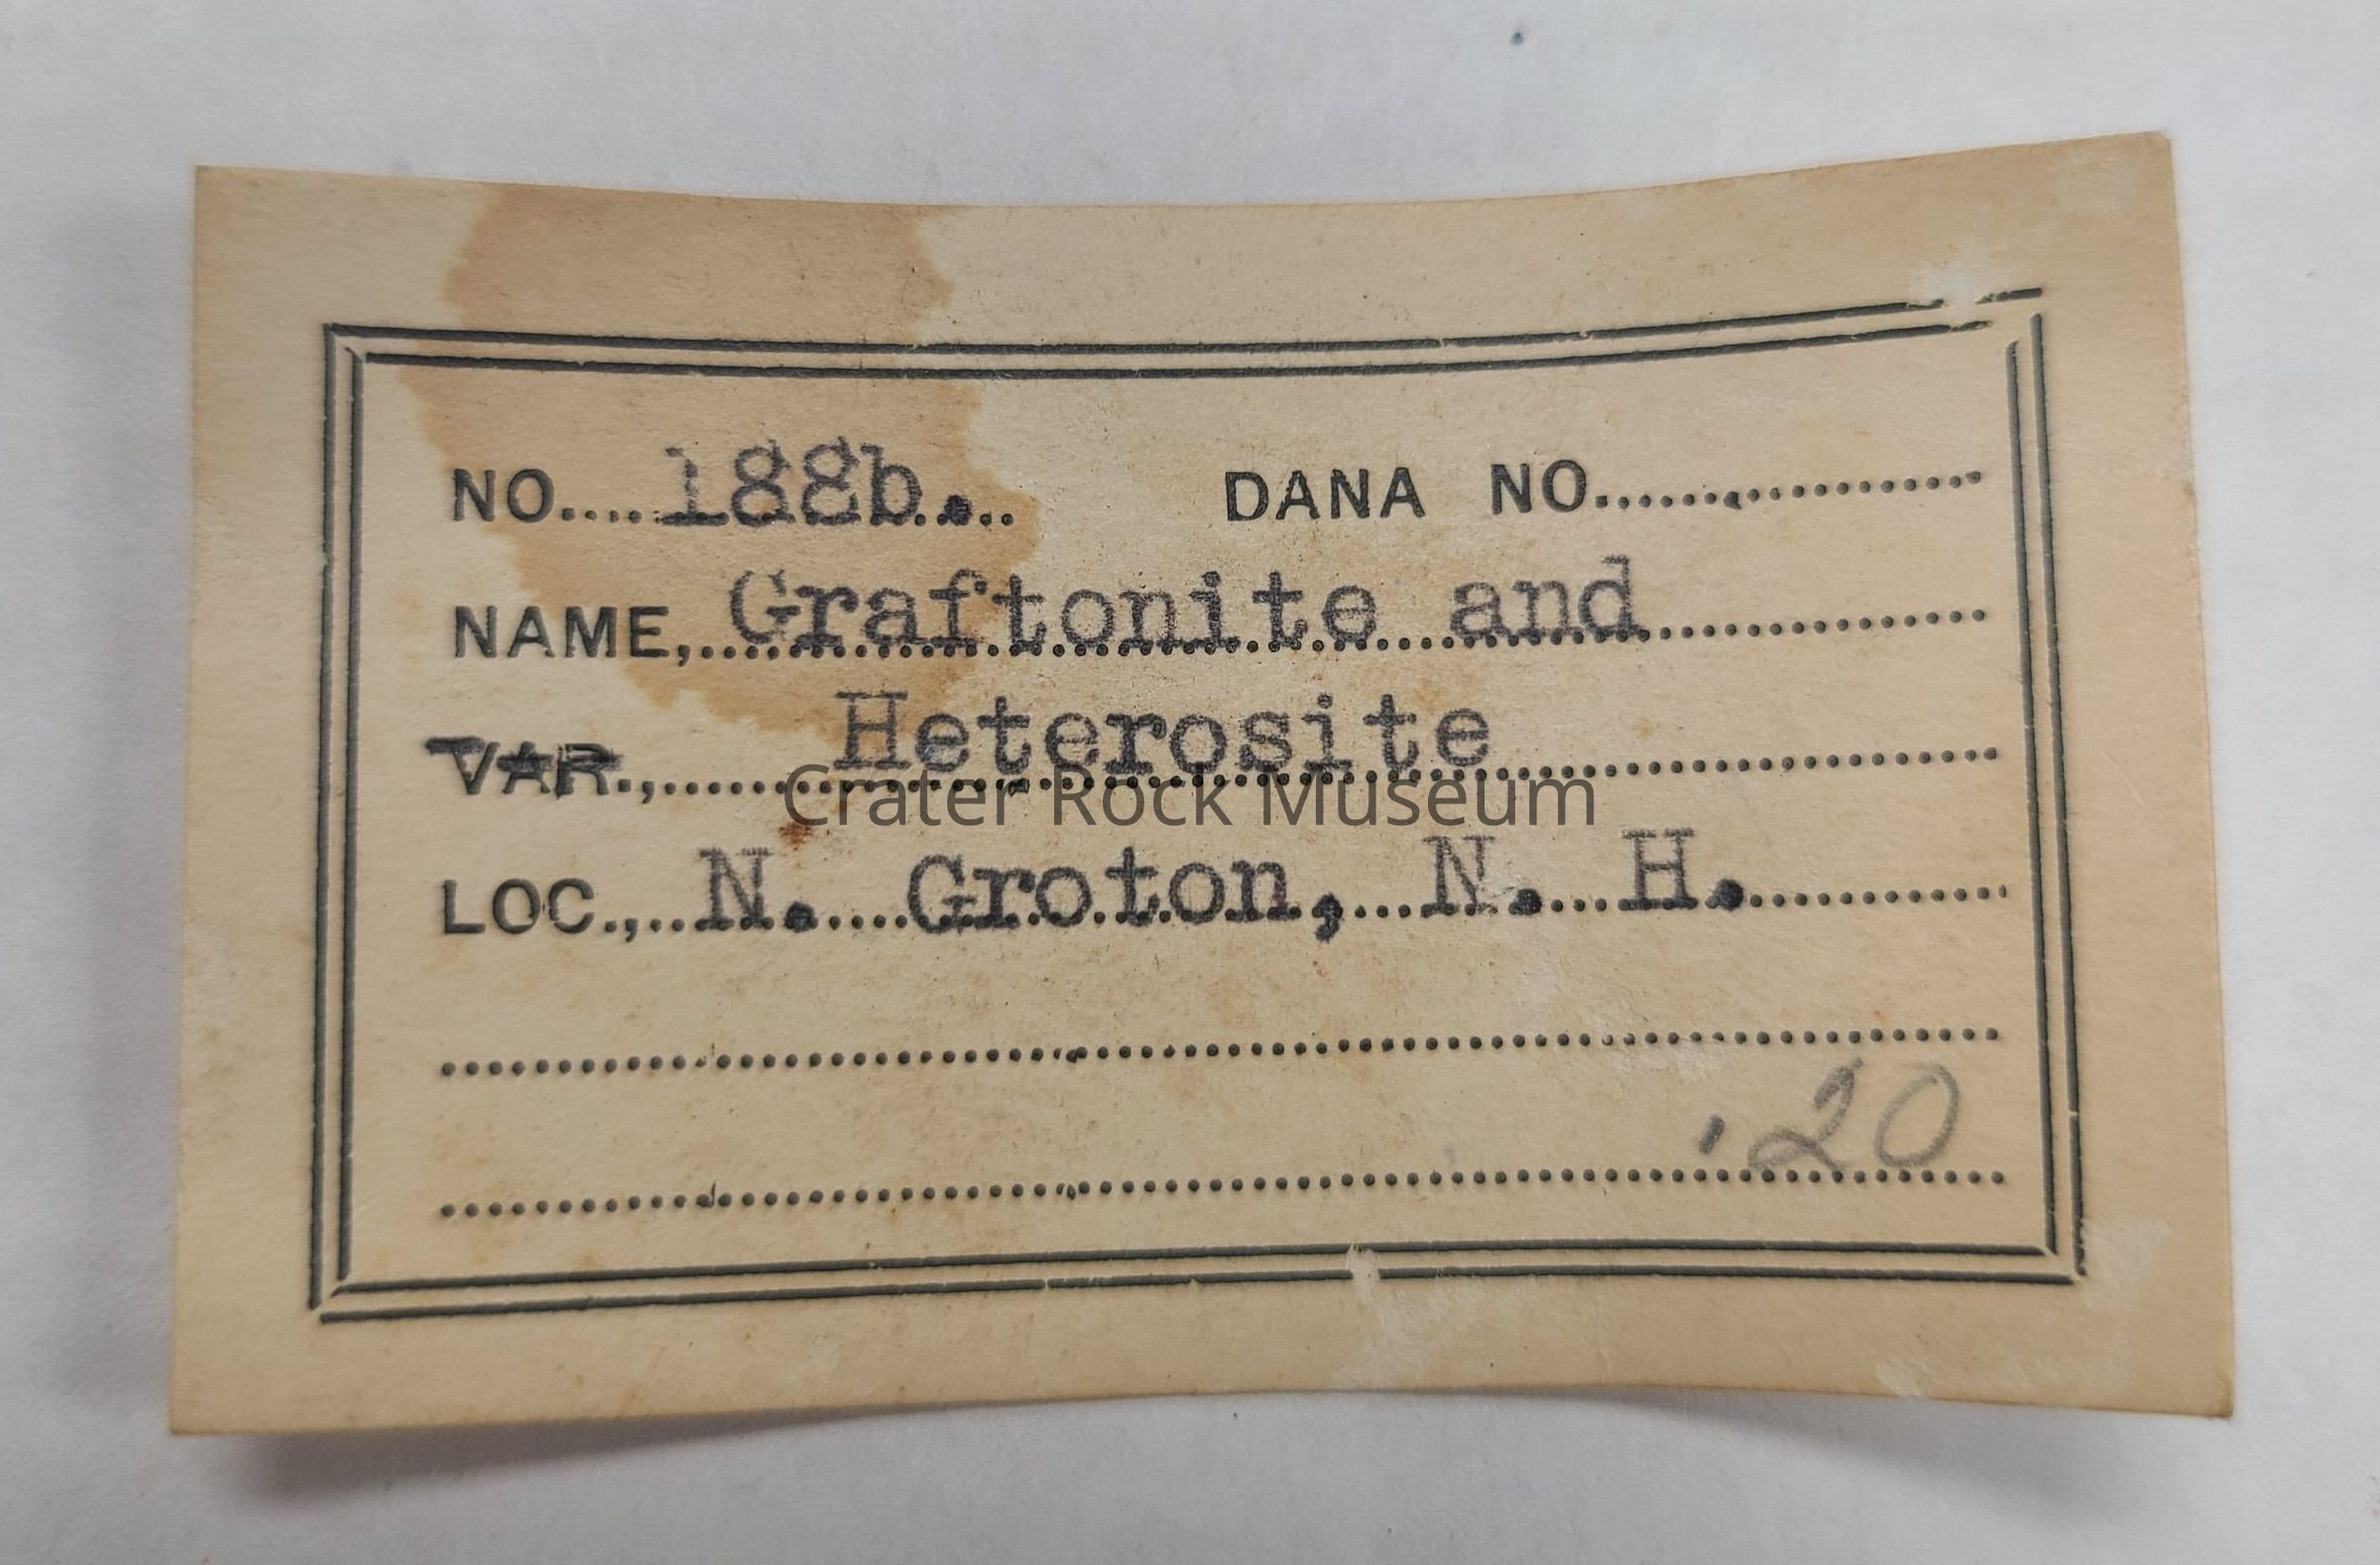 NO....188b... DANA NO..................
NAME,..Graftonite and..................
VAR.,......Heterosite..................
Crater Rock Museum
LOC.,..N. Groton, N. H...............
.20